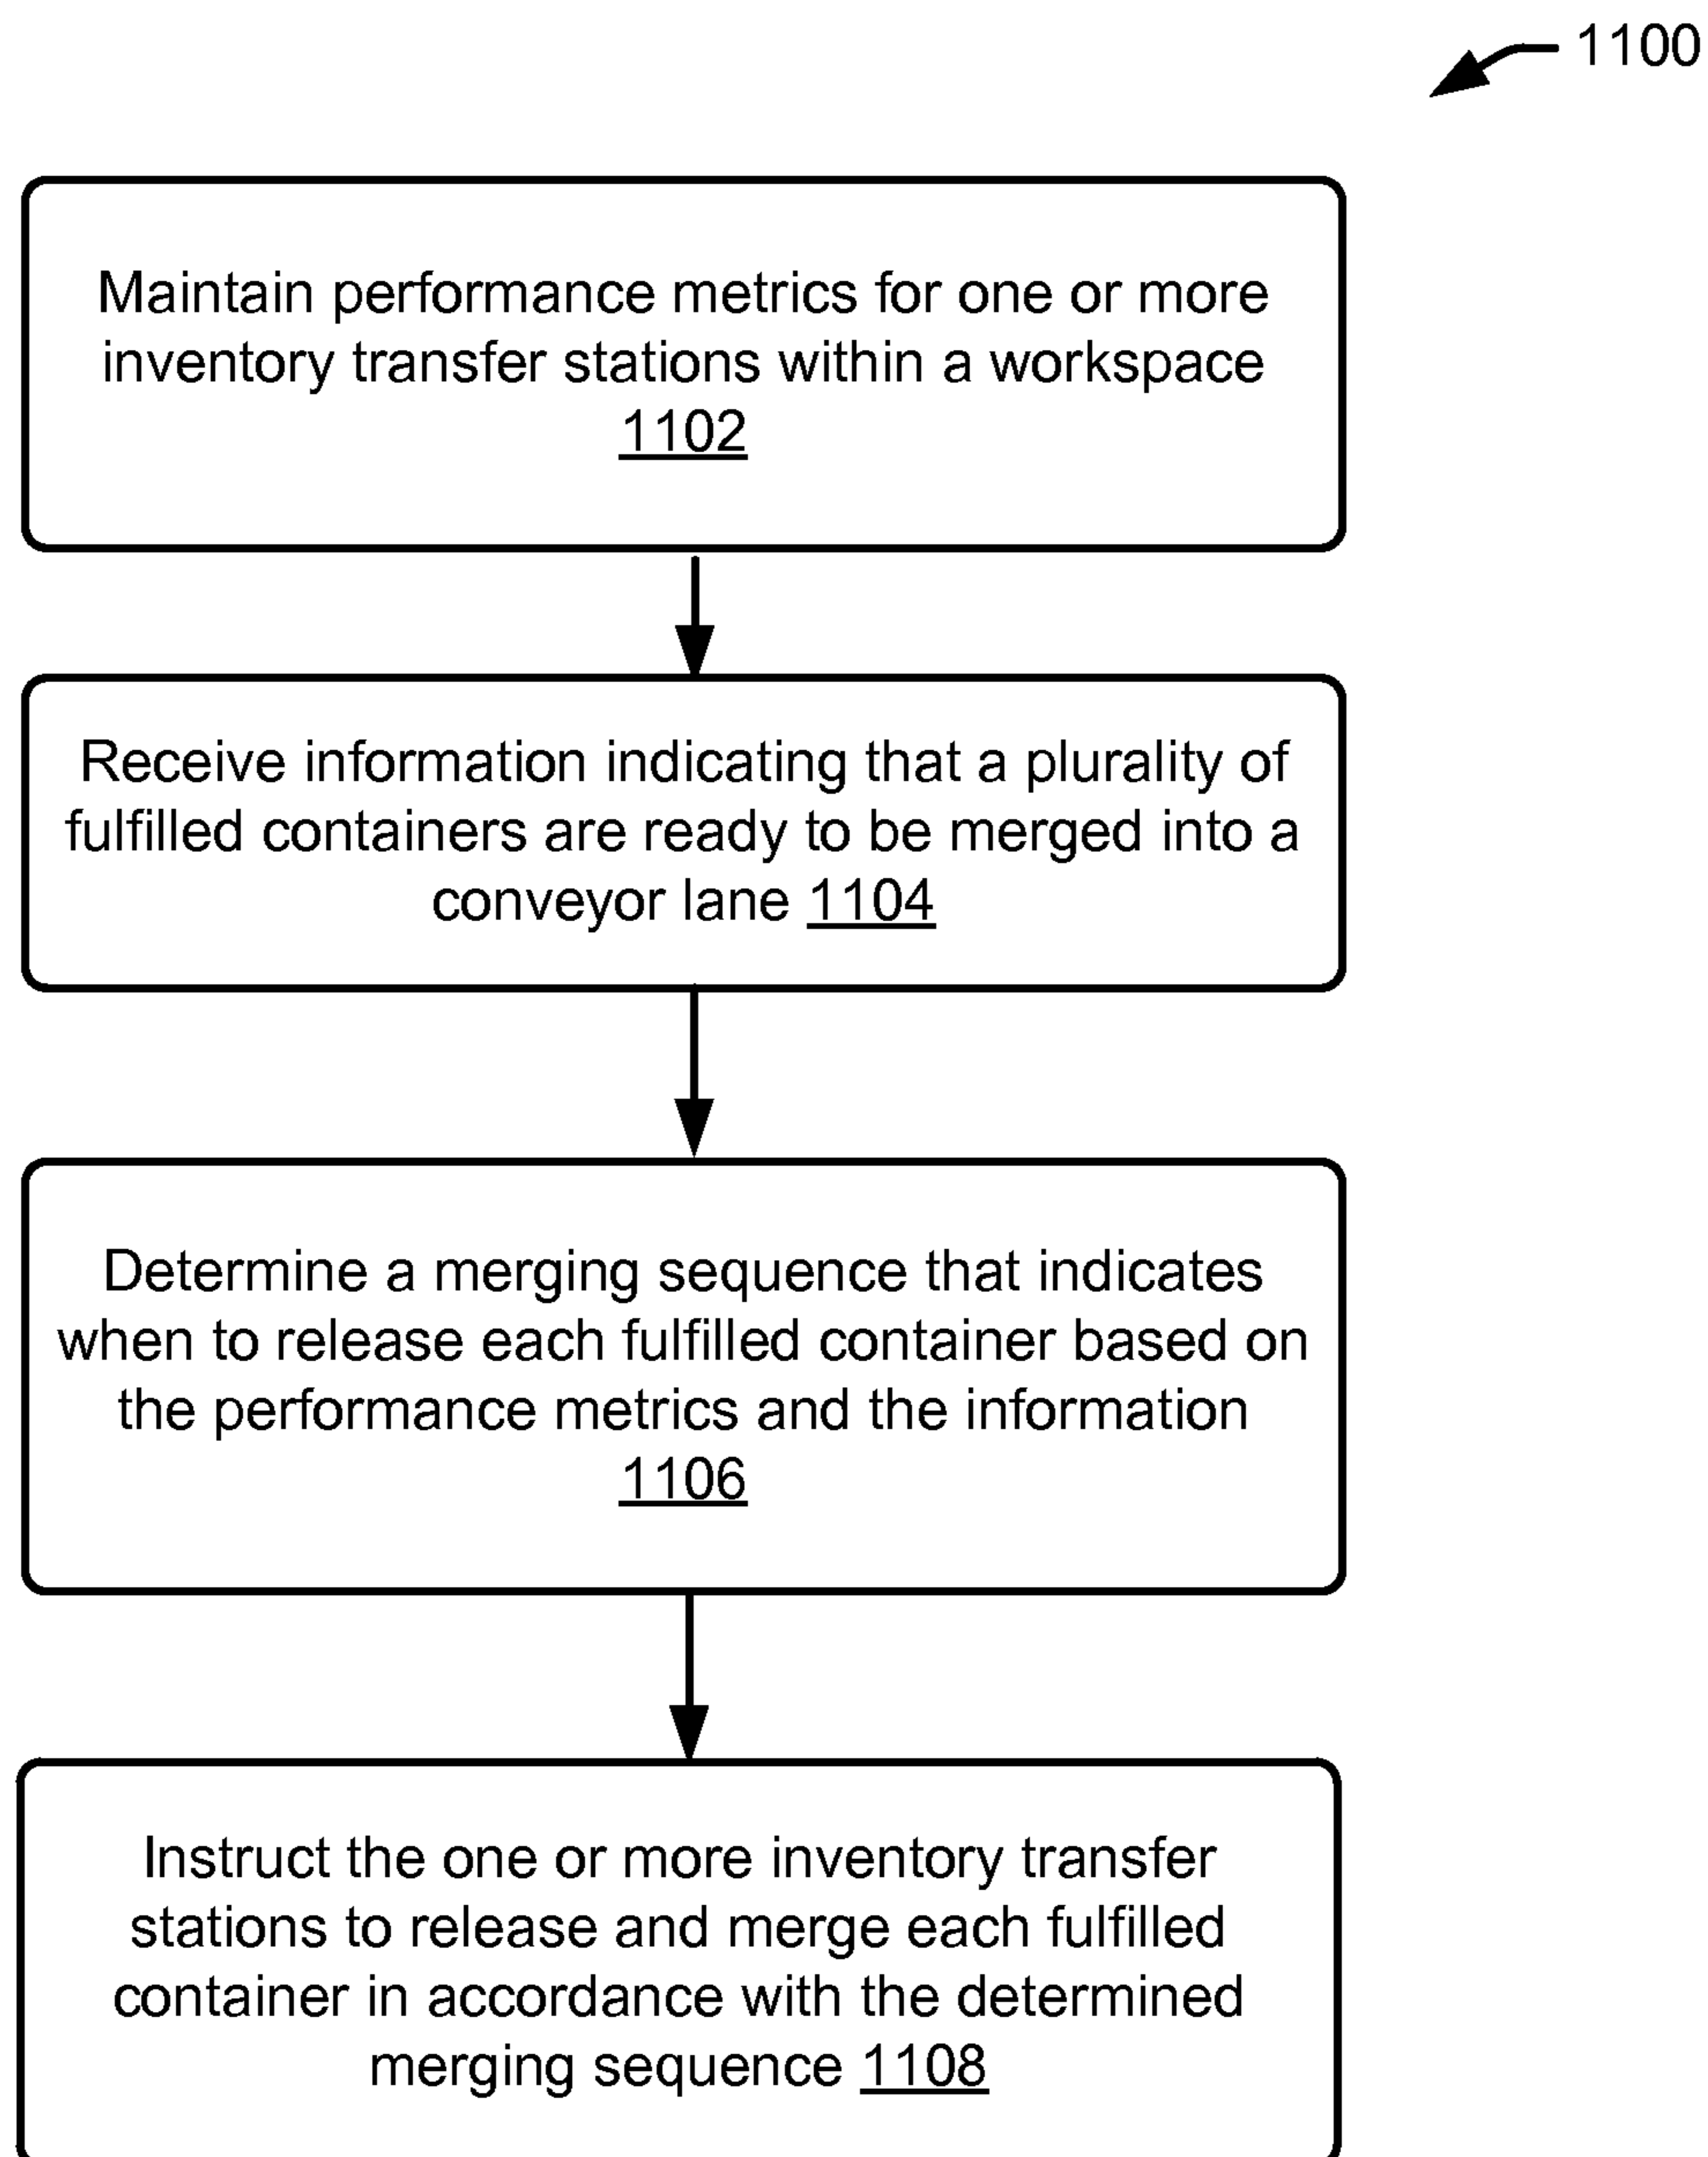 1100
Maintain performance metrics for one or more
inventory transfer stations within a workspace
1102
Receive information indicating that a plurality of
fulfilled containers are ready to be merged into a
conveyor lane 1104
Determine a merging sequence that indicates
when to release each fulfilled container based on
the performance metrics and the information
1106
Instruct the one or more inventory transfer
stations to release and merge each fulfilled
container in accordance with the determined
merging sequence 1108